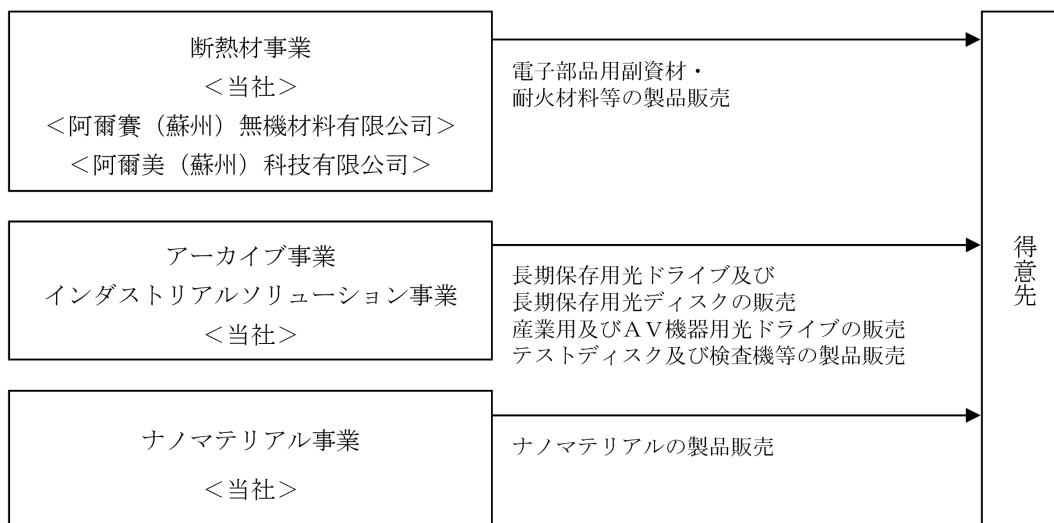 断熱材事業
＜当社＞
＜阿爾賽（蘇州）無機材料有限公司＞
＜阿爾美（蘇州）科技有限公司＞
電子部品用副資材・
耐火材料等の製品販売
アーカイブ事業
インダストリアルソリューション事業
＜当社＞
長期保存用光ドライブ及び
長期保存用光ディスクの販売
産業用及びＡＶ機器用光ドライブの販売
テストディスク及び検査機等の製品販売
ナノマテリアル事業
＜当社＞
ナノマテリアルの製品販売
得意先